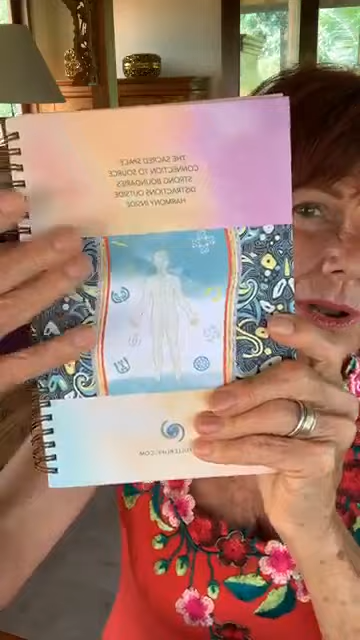 THE SACRED SPACE
CONNECTION TO SOURCE
STRONG BOUNDARIES
DISTRACTIONS OUTSIDE
HARMONY INSIDE